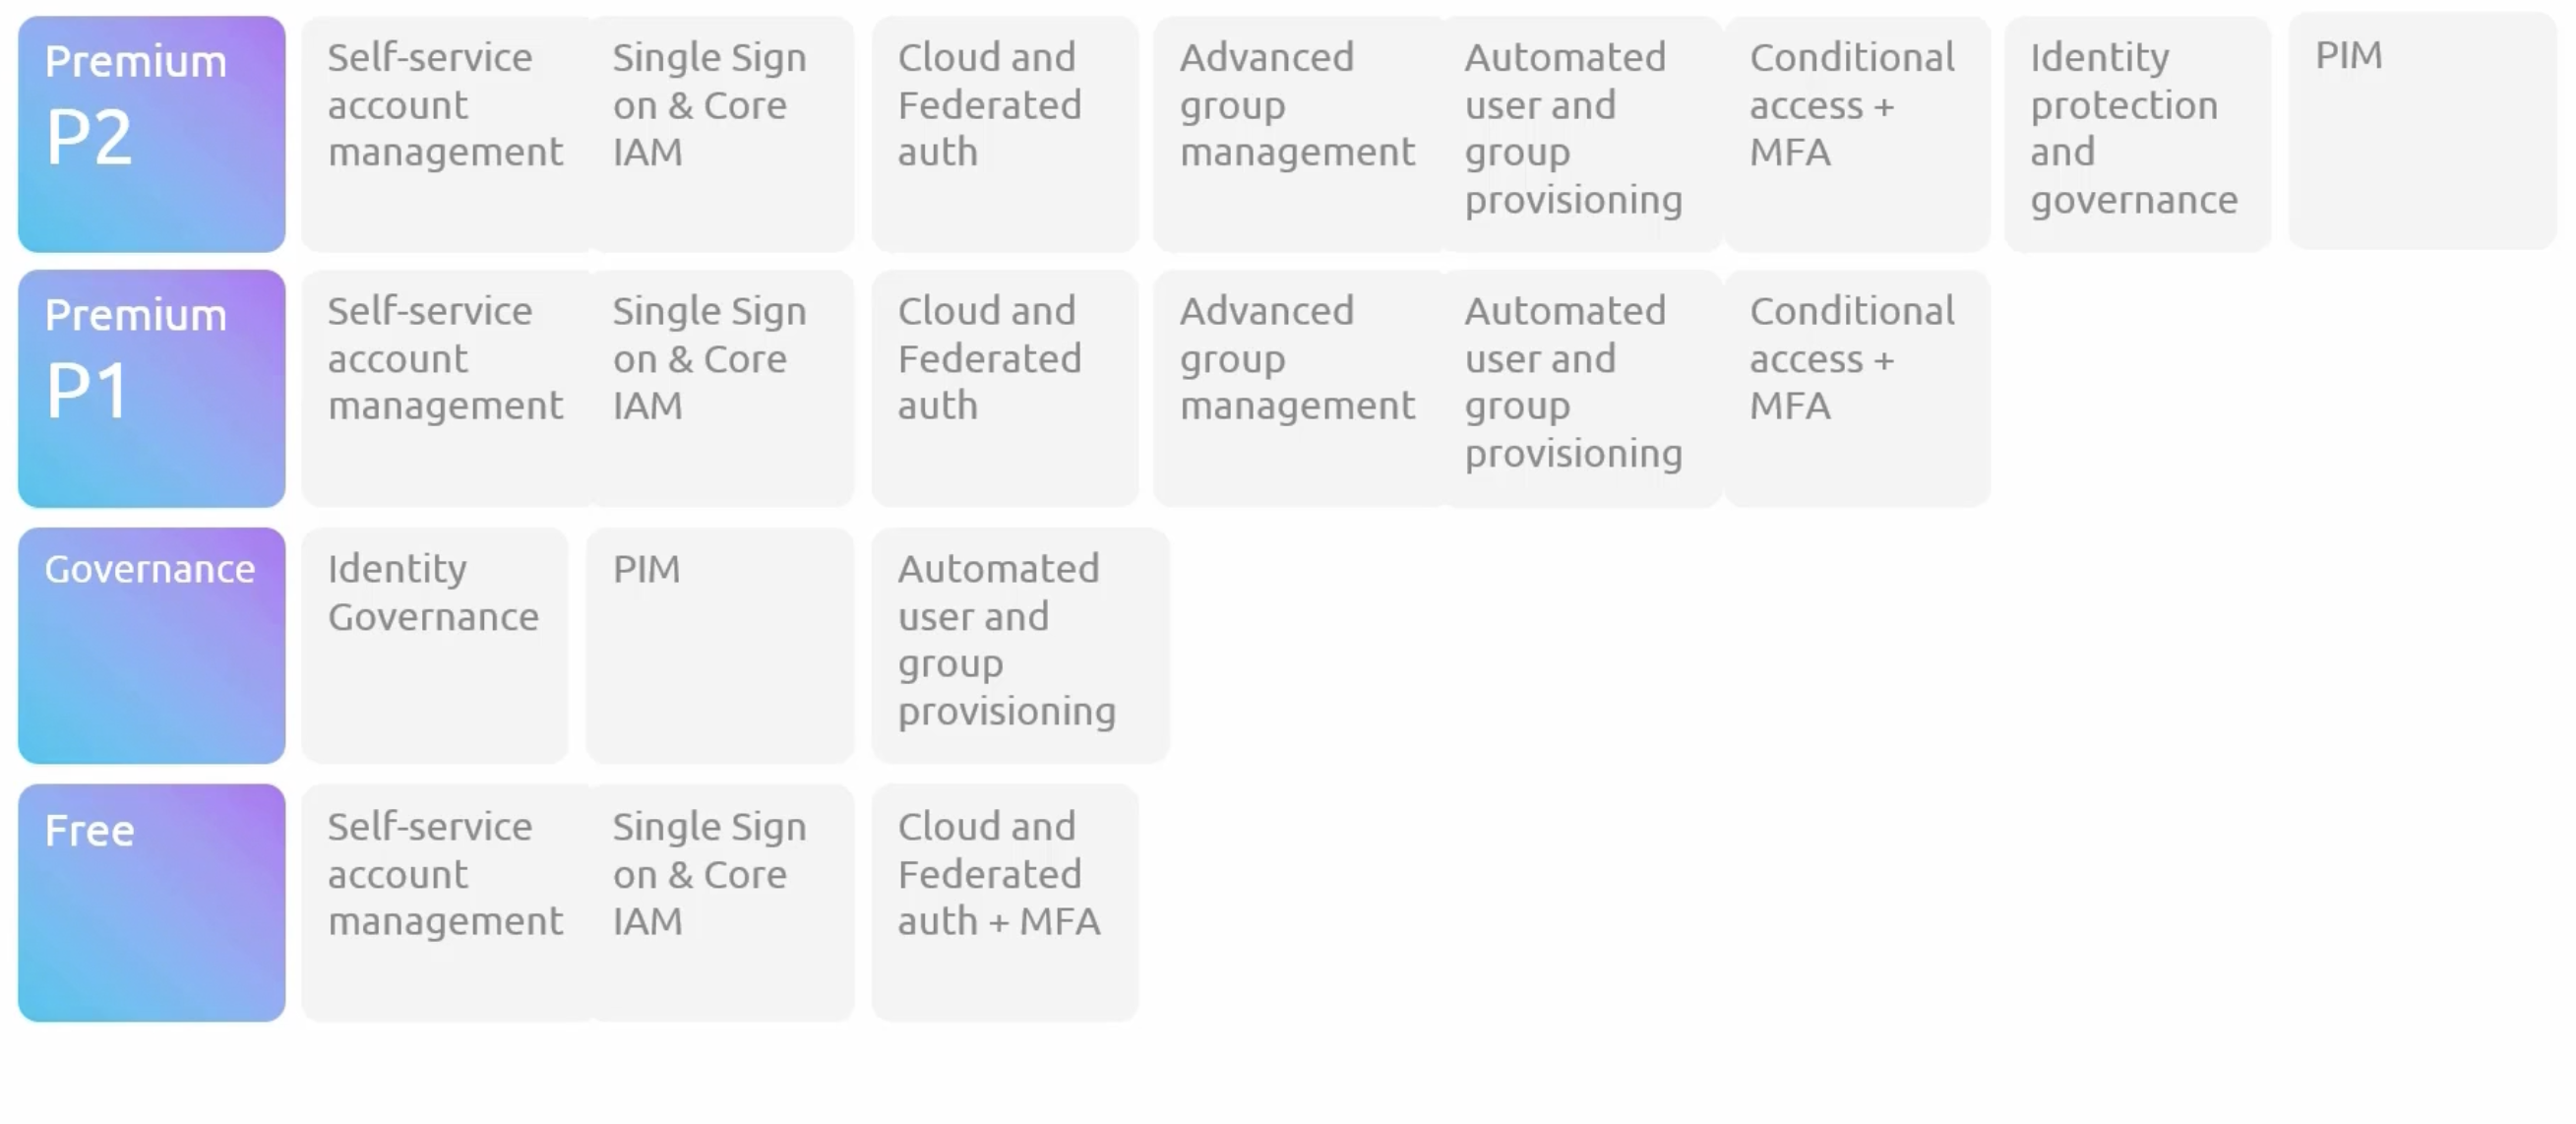 Premium
P2
Self-service
account
management
Single Sign
on & Core
IAM
Cloud and
Federated
auth
Advanced
group
management
Automated
user and
group
provisioning
Conditional
access +
MFA
Identity
protection
and
governance
PIM
Premium
P1
Self-service
account
management
Single Sign
on & Core
IAM
Cloud and
Federated
auth
Advanced
group
management
Automated
user and
group
provisioning
Conditional
access +
MFA
Governance
Identity
Governance
PIM
Automated
user and
group
provisioning
Free
Self-service
account
management
Single Sign
on & Core
IAM
Cloud and
Federated
auth + MFA